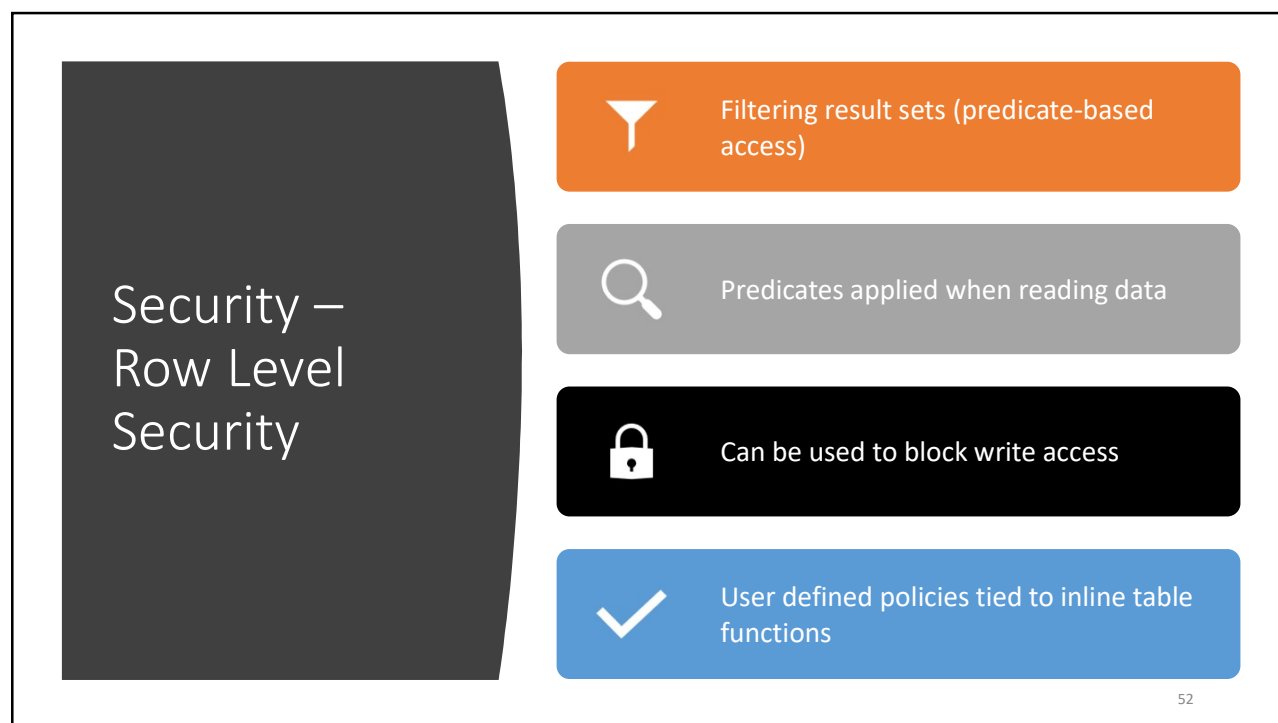 Security –
Row Level
Security
Filtering result sets (predicate-based
access)
Predicates applied when reading data
Can be used to block write access
User defined policies tied to inline table
functions
52